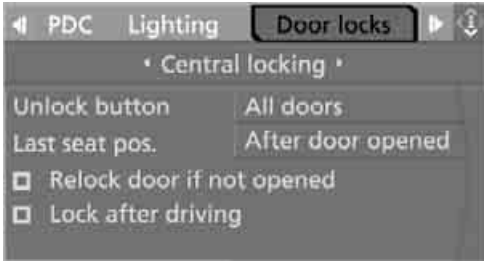 PDC Lighting Door locks
Central locking
Unlock button All doors
Last seat pos. After door opened
Relock door if not opened
Lock after driving